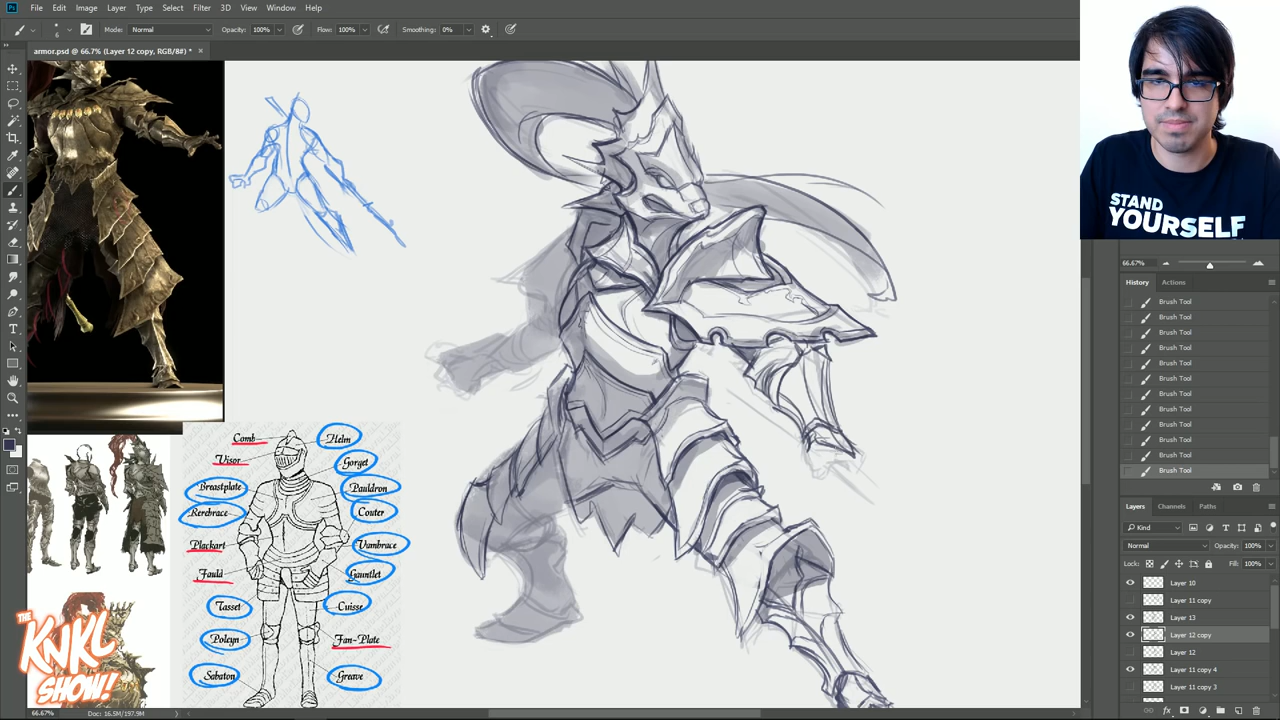 File Edit Image Layer Type Select Filter 3D View Window Help
Mode: Normal Opacity: 100% Flow: 100% Smoothing: 0%
armor.psd @ 66.7% (Layer 12 copy, RGB/8#) *
STAND
YOURSELF
66.67%
History Actions
Brush Tool
Brush Tool
Brush Tool
Brush Tool
Brush Tool
Brush Tool
Brush Tool
Brush Tool
Brush Tool
Brush Tool
Brush Tool
Brush Tool
Layers Channels Paths
Kind
Normal Opacity: 100%
Lock: Fill: 100%
Layer 10
Layer 11 copy
Layer 13
Layer 12 copy
Layer 12
Layer 11 copy 4
Layer 11 copy 3
Comb Helm
Visor Gorget
Breastplate Pauldron
Rerebrace Couter
Plackart Vambrace
Fauld Gauntlet
Tasset Cuisse
Poleyn Fan-Plate
Sabaton Greave
THE
KNKL
SHOW!
66.67% Doc: 16.5M/197.9M